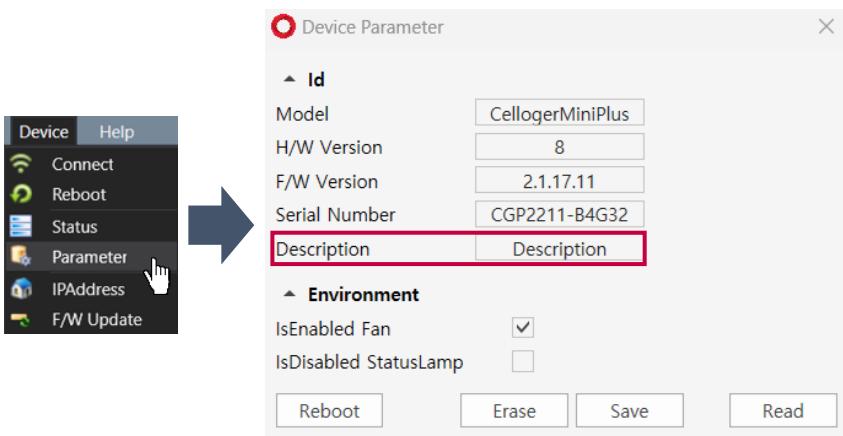 Device Help
Connect
Reboot
Status
Parameter
IPAddress
F/W Update
Device Parameter
Id
Model CellogerMiniPlus
H/W Version 8
F/W Version 2.1.17.11
Serial Number CGP2211-B4G32
Description Description
Environment
IsEnabled Fan
IsDisabled StatusLamp
Reboot Erase Save Read